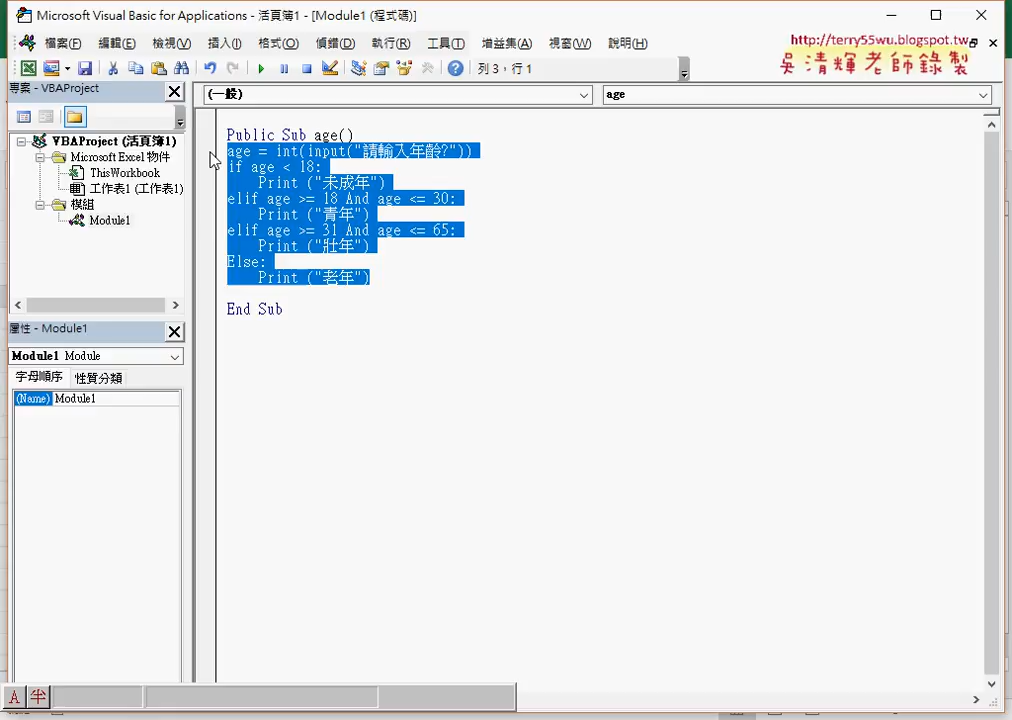 Microsoft Visual Basic for Applications - 活頁簿1 - [Module1 (程式碼)]
檔案(F) 編輯(E) 檢視(V) 插入(I) 格式(O) 偵錯(D) 執行(R) 工具(T) 增益集(A) 視窗(W) 說明(H)
http://terry55wu.blogspot.tw
吳清輝老師錄製
列 3，行 1
專案 - VBAProject
(一般)
age
VBAProject (活頁簿1)
Microsoft Excel 物件
ThisWorkbook
工作表1 (工作表1)
模組
Module1
Public Sub age()
age = int(input("請輸入年齡?"))
if age < 18:
Print ("未成年")
elif age >= 18 And age <= 30:
Print ("青年")
elif age >= 31 And age <= 65:
Print ("壯年")
Else:
Print ("老年")
End Sub
屬性 - Module1
Module1 Module
字母順序 性質分類
(Name) Module1
A 半